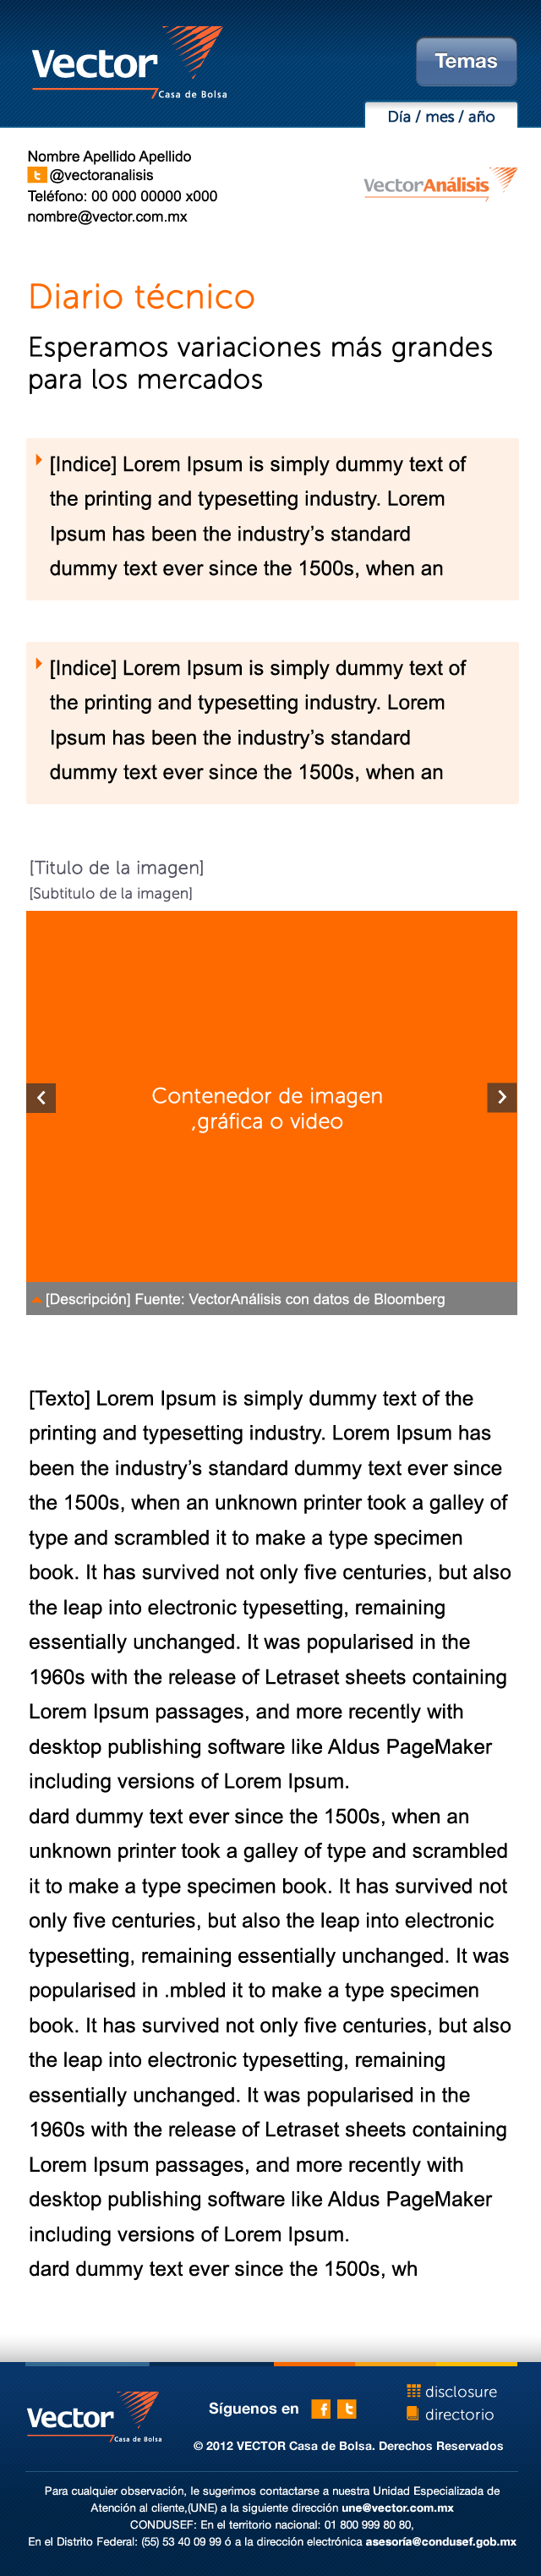 Vector
Casa de Bolsa
Temas
Día / mes / año
Nombre Apellido Apellido
@vectoranalisis
Teléfono: 00 000 00000 x000
nombre@vector.com.mx
VectorAnálisis
Diario técnico
Esperamos variaciones más grandes
para los mercados
[Indice] Lorem Ipsum is simply dummy text of
the printing and typesetting industry. Lorem
Ipsum has been the industry’s standard
dummy text ever since the 1500s, when an
[Indice] Lorem Ipsum is simply dummy text of
the printing and typesetting industry. Lorem
Ipsum has been the industry’s standard
dummy text ever since the 1500s, when an
[Titulo de la imagen]
[Subtitulo de la imagen]
Contenedor de imagen
,gráfica o video
[Descripción] Fuente: VectorAnálisis con datos de Bloomberg
[Texto] Lorem Ipsum is simply dummy text of the
printing and typesetting industry. Lorem Ipsum has
been the industry’s standard dummy text ever since
the 1500s, when an unknown printer took a galley of
type and scrambled it to make a type specimen
book. It has survived not only five centuries, but also
the leap into electronic typesetting, remaining
essentially unchanged. It was popularised in the
1960s with the release of Letraset sheets containing
Lorem Ipsum passages, and more recently with
desktop publishing software like Aldus PageMaker
including versions of Lorem Ipsum.
dard dummy text ever since the 1500s, when an
unknown printer took a galley of type and scrambled
it to make a type specimen book. It has survived not
only five centuries, but also the leap into electronic
typesetting, remaining essentially unchanged. It was
popularised in .mbled it to make a type specimen
book. It has survived not only five centuries, but also
the leap into electronic typesetting, remaining
essentially unchanged. It was popularised in the
1960s with the release of Letraset sheets containing
Lorem Ipsum passages, and more recently with
desktop publishing software like Aldus PageMaker
including versions of Lorem Ipsum.
dard dummy text ever since the 1500s, wh
Vector
Casa de Bolsa
Síguenos en
disclosure
directorio
© 2012 VECTOR Casa de Bolsa. Derechos Reservados
Para cualquier observación, le sugerimos contactarse a nuestra Unidad Especializada de
Atención al cliente,(UNE) a la siguiente dirección une@vector.com.mx
CONDUSEF: En el territorio nacional: 01 800 999 80 80,
En el Distrito Federal: (55) 53 40 09 99 ó a la dirección electrónica asesoría@condusef.gob.mx